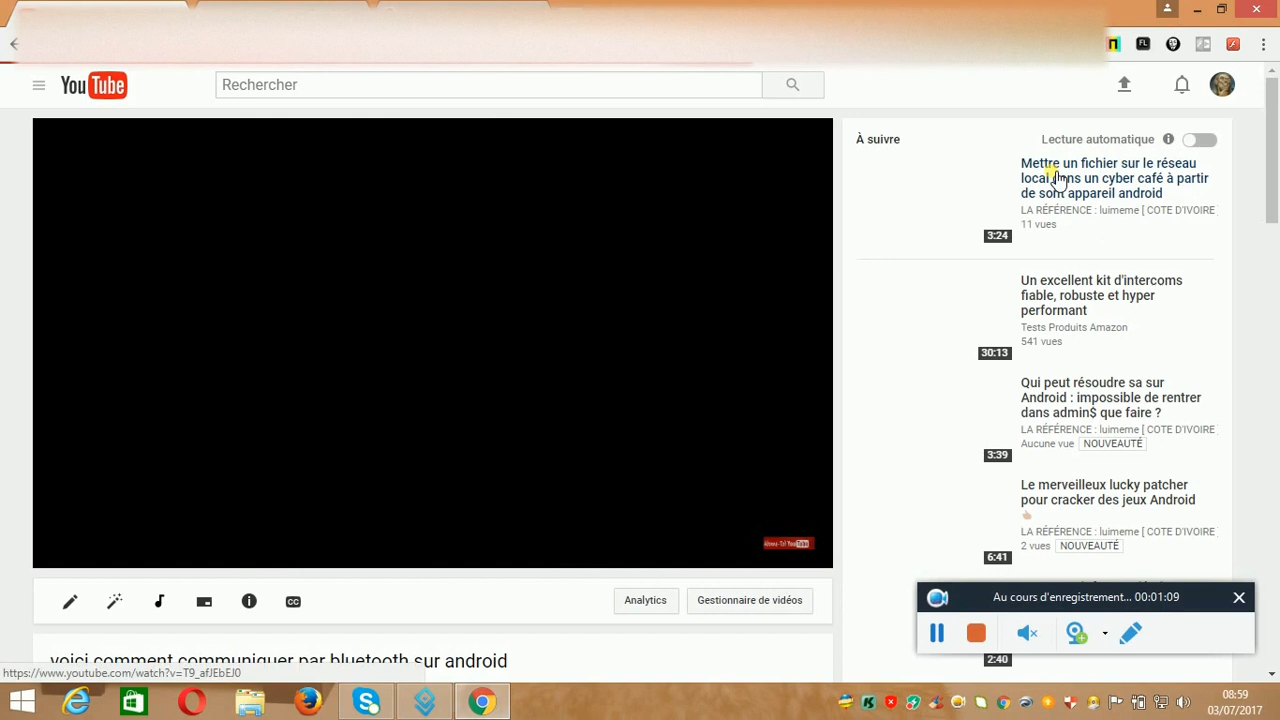 YouTube
Rechercher
À suivre
Lecture automatique
Mettre un fichier sur le réseau
local dans un cyber café à partir
de sont appareil android
LA RÉFÉRENCE : luimeme [ COTE D'IVOIRE
11 vues
3:24
Un excellent kit d'intercoms
fiable, robuste et hyper
performant
Tests Produits Amazon
541 vues
30:13
Qui peut résoudre sa sur
Android : impossible de rentrer
dans admin$ que faire ?
LA RÉFÉRENCE : luimeme [ COTE D'IVOIRE
Aucune vue NOUVEAUTÉ
3:39
Le merveilleux lucky patcher
pour cracker des jeux Android
LA RÉFÉRENCE : luimeme [ COTE D'IVOIRE
2 vues NOUVEAUTÉ
6:41
2:40
Abonne-Toi YouTube
Analytics
Gestionnaire de vidéos
voici comment communiquer par bluetooth sur android
https://www.youtube.com/watch?v=T9_afJEbEJ0
Au cours d'enregistrement... 00:01:09
08:59
03/07/2017